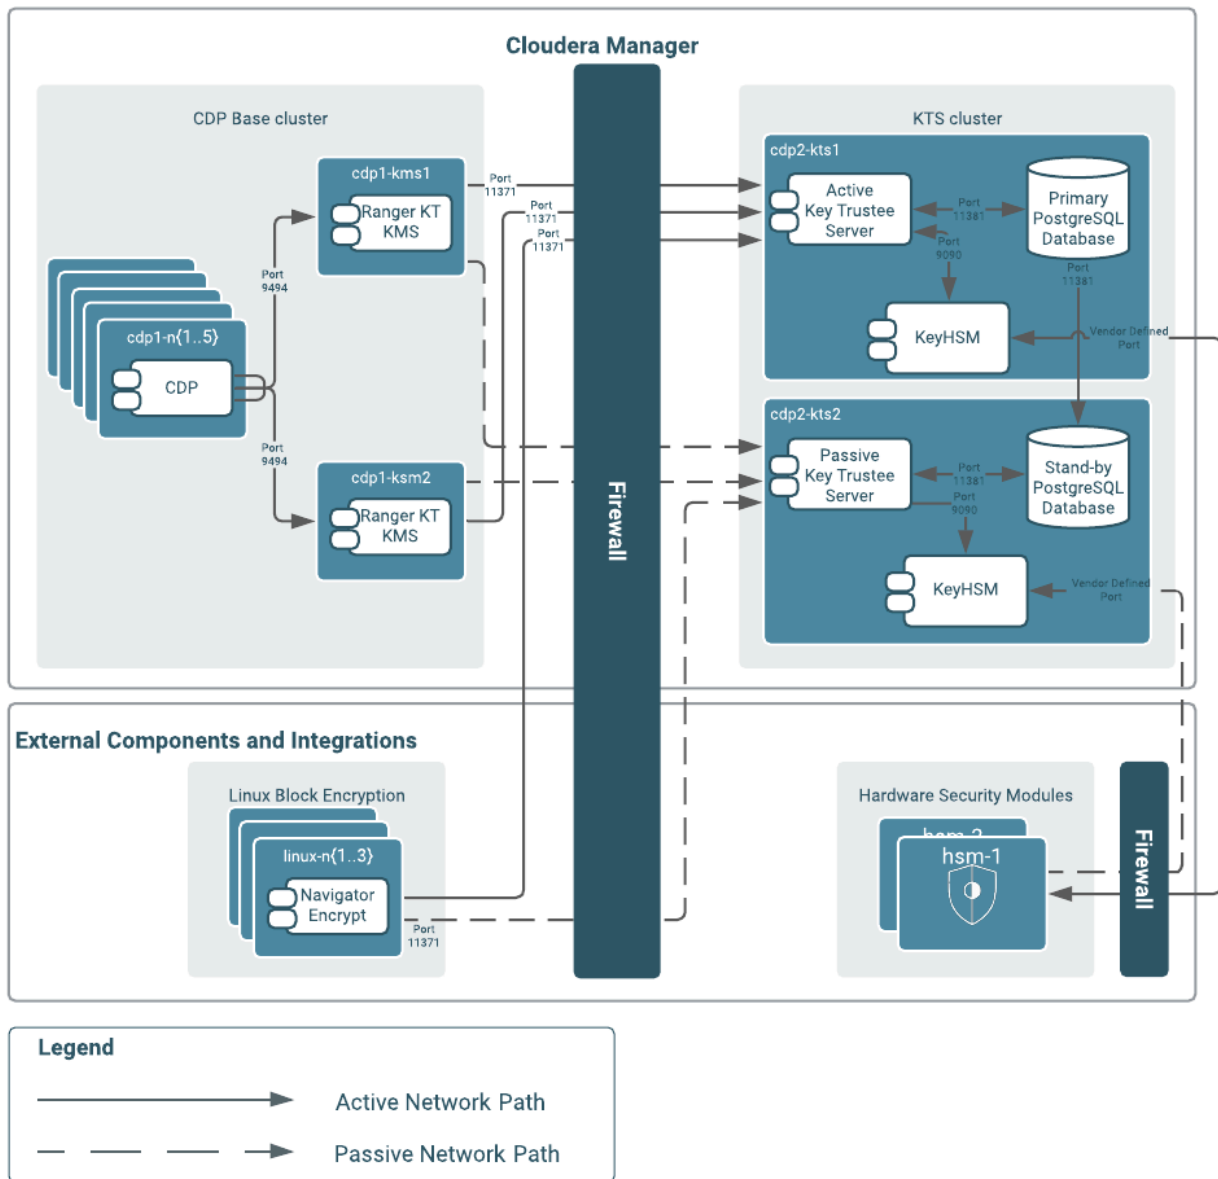 Cloudera Manager
CDP Base cluster
cdp1-kms1
Ranger KT
KMS
Port
9494
cdp1-n{1..5}
CDP
Port
9494
cdp1-ksm2
Ranger KT
KMS
Port
11371
Port
11371
Port
11371
Firewall
KTS cluster
cdp2-kts1
Active
Key Trustee
Server
Port
11381
Primary
PostgreSQL
Database
Port
9090
Port
11381
KeyHSM
Vendor Defined
Port
cdp2-kts2
Passive
Key Trustee
Server
Port
11381
Stand-by
PostgreSQL
Database
Port
9090
KeyHSM
Vendor Defined
Port
External Components and Integrations
Linux Block Encryption
linux-n{1..3}
Navigator
Encrypt
Port
11371
Hardware Security Modules
hsm-2
hsm-1
Firewall
Legend
Active Network Path
Passive Network Path